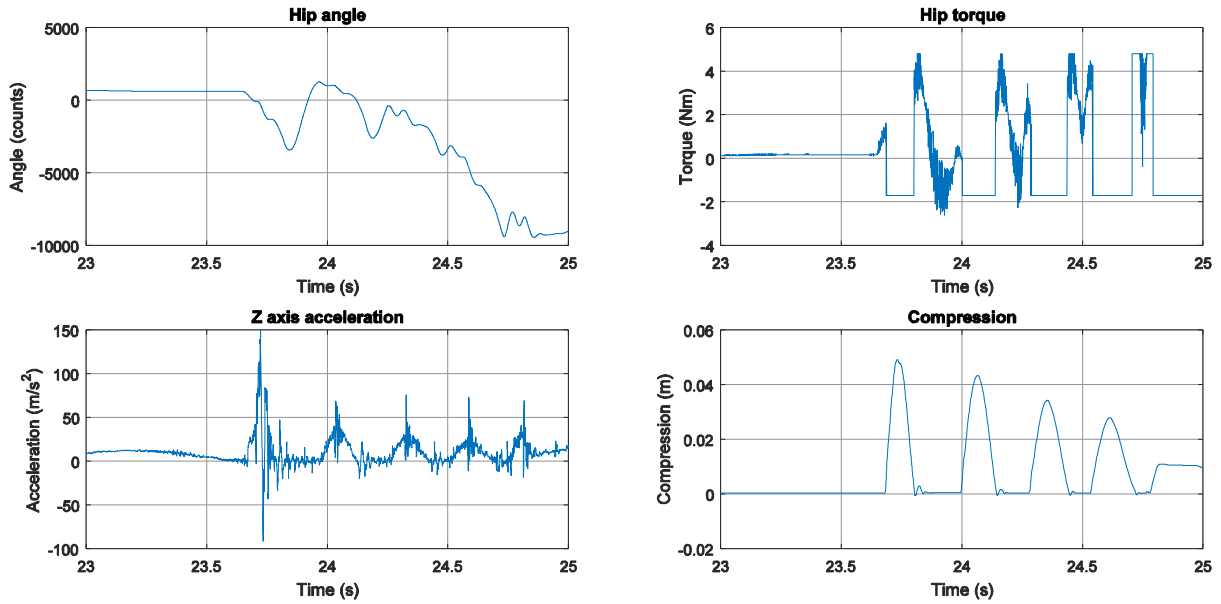 Hip angle
5000
0
-5000
-10000
Angle (counts)
23 23.5 24 24.5 25
Time (s)
Hip torque
6
4
2
0
-2
-4
Torque (Nm)
23 23.5 24 24.5 25
Time (s)
Z axis acceleration
150
100
50
0
-50
-100
Acceleration (m/s²)
23 23.5 24 24.5 25
Time (s)
Compression
0.06
0.04
0.02
0
-0.02
Compression (m)
23 23.5 24 24.5 25
Time (s)